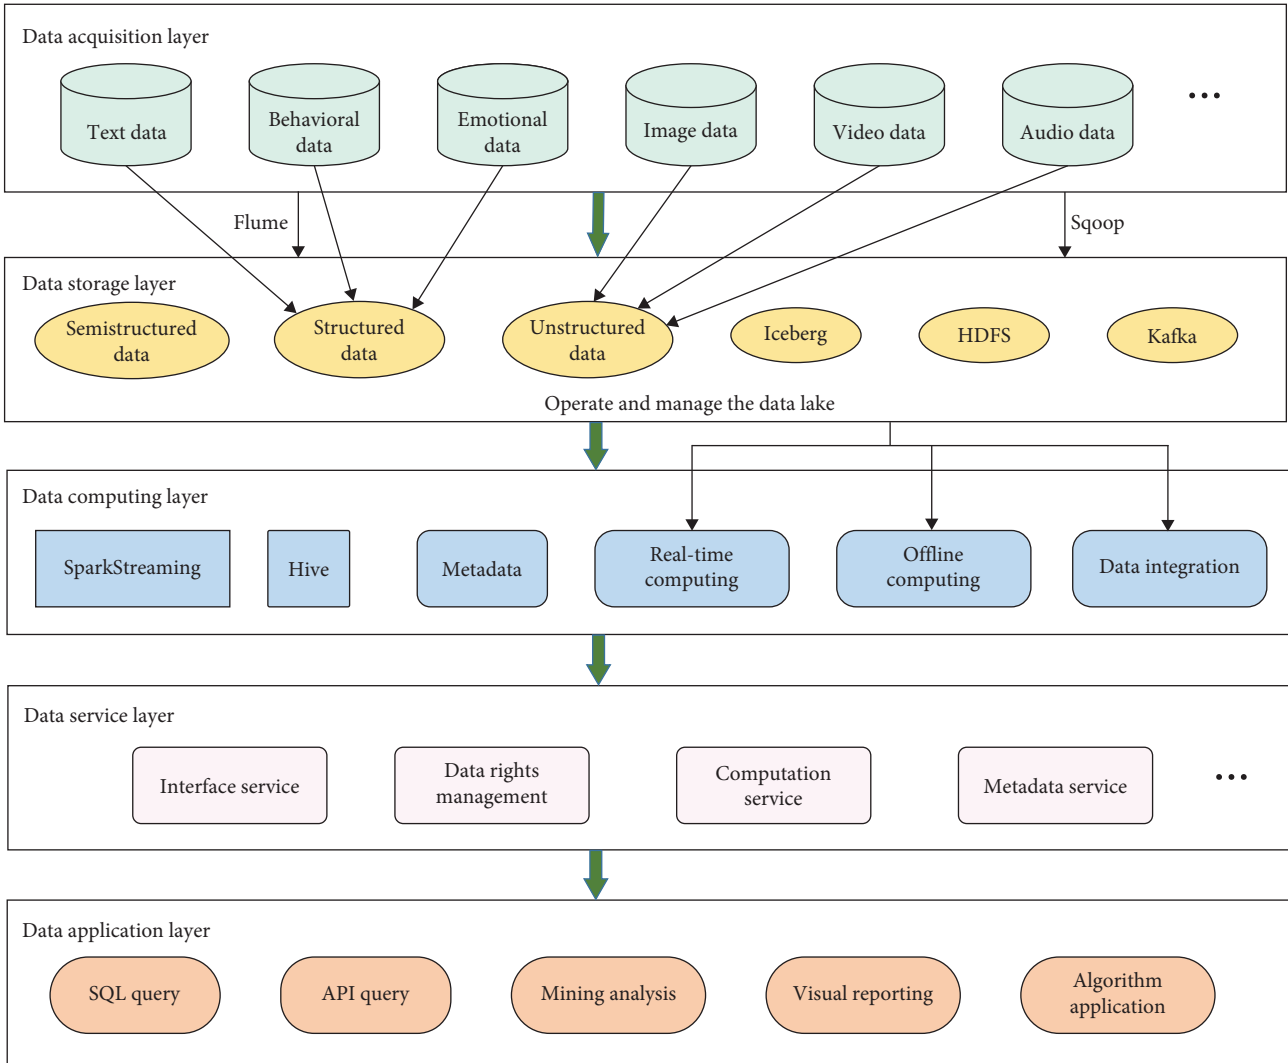 Data acquisition layer
Text data
Behavioral
data
Emotional
data
Image data
Video data
Audio data
...
Flume
Sqoop
Data storage layer
Semistructured
data
Structured
data
Unstructured
data
Iceberg
HDFS
Kafka
Operate and manage the data lake
Data computing layer
SparkStreaming
Hive
Metadata
Real-time
computing
Offline
computing
Data integration
Data service layer
Interface service
Data rights
management
Computation
service
Metadata service
...
Data application layer
SQL query
API query
Mining analysis
Visual reporting
Algorithm
application